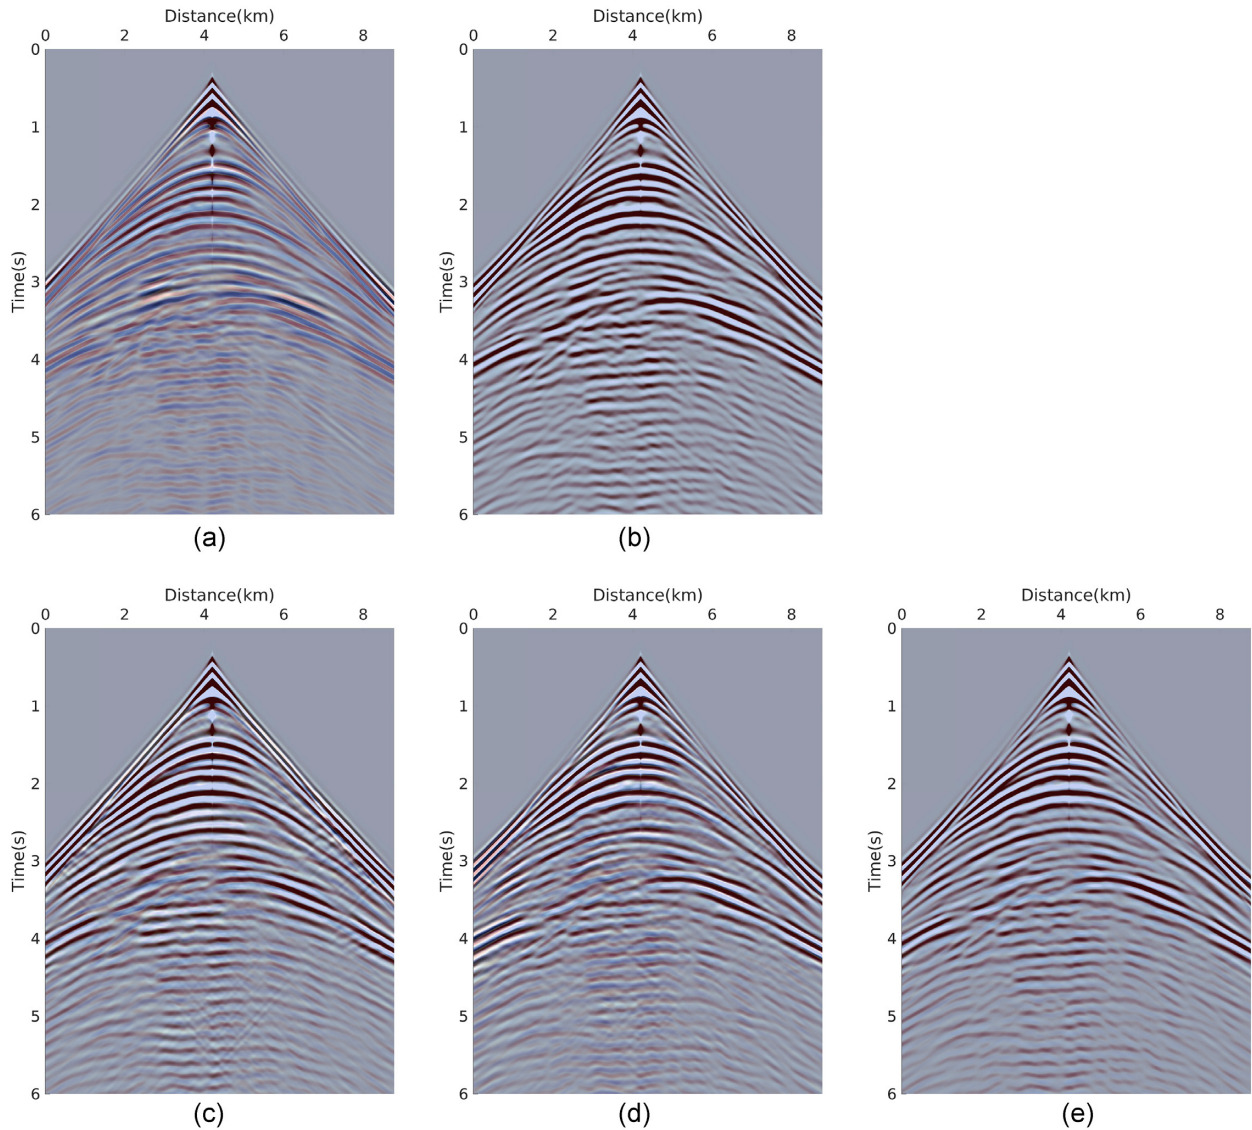 Distance(km) Distance(km)
0 2 4 6 8 0 2 4 6 8
0 0
1 1
2 2
Time(s) 3 Time(s) 3
4 4
5 5
6 6
(a) (b)
Distance(km) Distance(km) Distance(km)
0 2 4 6 8 0 2 4 6 8 0 2 4 6 8
0 0 0
1 1 1
2 2 2
Time(s) 3 Time(s) 3 Time(s) 3
4 4 4
5 5 5
6 6 6
(c) (d) (e)